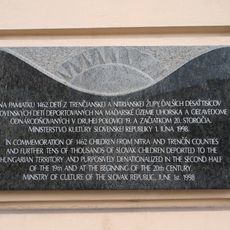 NA PAMIATKU 1462 DETÍ Z TRENČIANSKEJ A NITRIANSKEJ ŽUPY, ĎALŠÍCH DESAŤTISÍCOV
SLOVENSKÝCH DETÍ DEPORTOVANÝCH NA MAĎARSKÉ ÚZEMIE UHORSKA A CIEĽAVEDOME
ODNÁRODŇOVANÝCH V DRUHEJ POLOVICI 19. A ZAČIATKOM 20. STOROČIA.
MINISTERSTVO KULTÚRY SLOVENSKEJ REPUBLIKY 1. JÚNA 1998.
IN COMMEMORATION OF 1462 CHILDREN FROM NITRA AND TRENČÍN COUNTIES
AND FURTHER TENS OF THOUSANDS OF SLOVAK CHILDREN DEPORTED TO THE
HUNGARIAN TERRITORY AND PURPOSELY DENATIONALIZED IN THE SECOND HALF
OF THE 19th AND AT THE BEGINNING OF THE 20th CENTURY.
MINISTRY OF CULTURE OF THE SLOVAK REPUBLIC, JUNE 1st, 1998